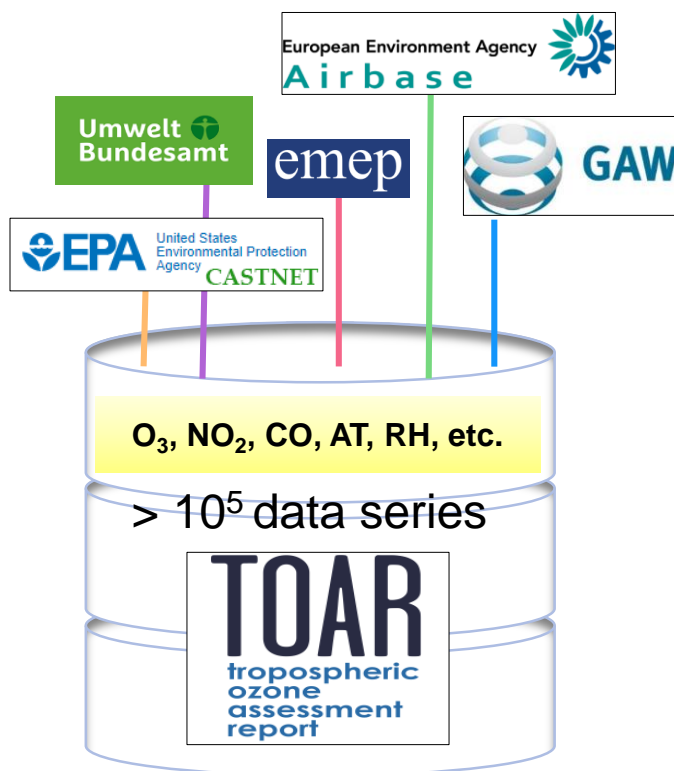 European Environment Agency
Airbase
Umwelt
Bundesamt
emep
GAW
EPA
United States
Environmental Protection
Agency
CASTNET
O₃, NO₂, CO, AT, RH, etc.
> 10⁵ data series
TOAR
tropospheric
ozone
assessment
report